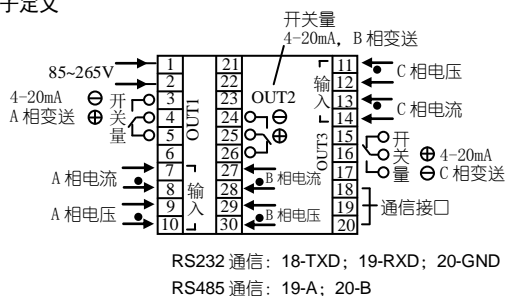 子定义
开关量
4-20mA，B 相变送
85~265V
4-20mA ⊖ 开
A 相变送 ⊕ 关
量
A 相电流
A 相电压
1
2
3
4
5
6
7
8
9
10
OUT1
输
入
21
22
23
24
25
26
27
28
29
30
OUT2
⊖
⊕
B 相电流
B 相电压
输
入
OUT3
11
12
13
14
15
16
17
18
19
20
C 相电压
C 相电流
开
关 ⊕ 4-20mA
量 ⊖ C 相变送
通信接口
RS232 通信：18-TXD；19-RXD；20-GND
RS485 通信：19-A；20-B